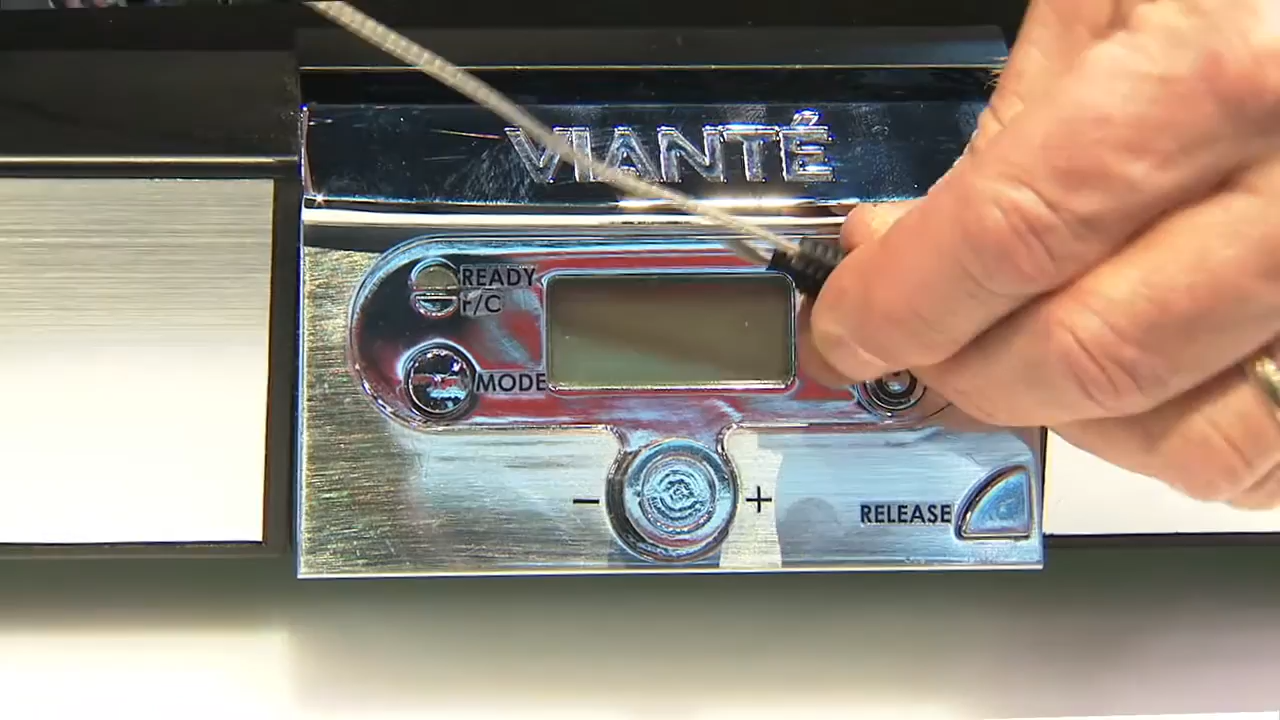 VIANTÉ
READY
F/C
MODE
− +
RELEASE